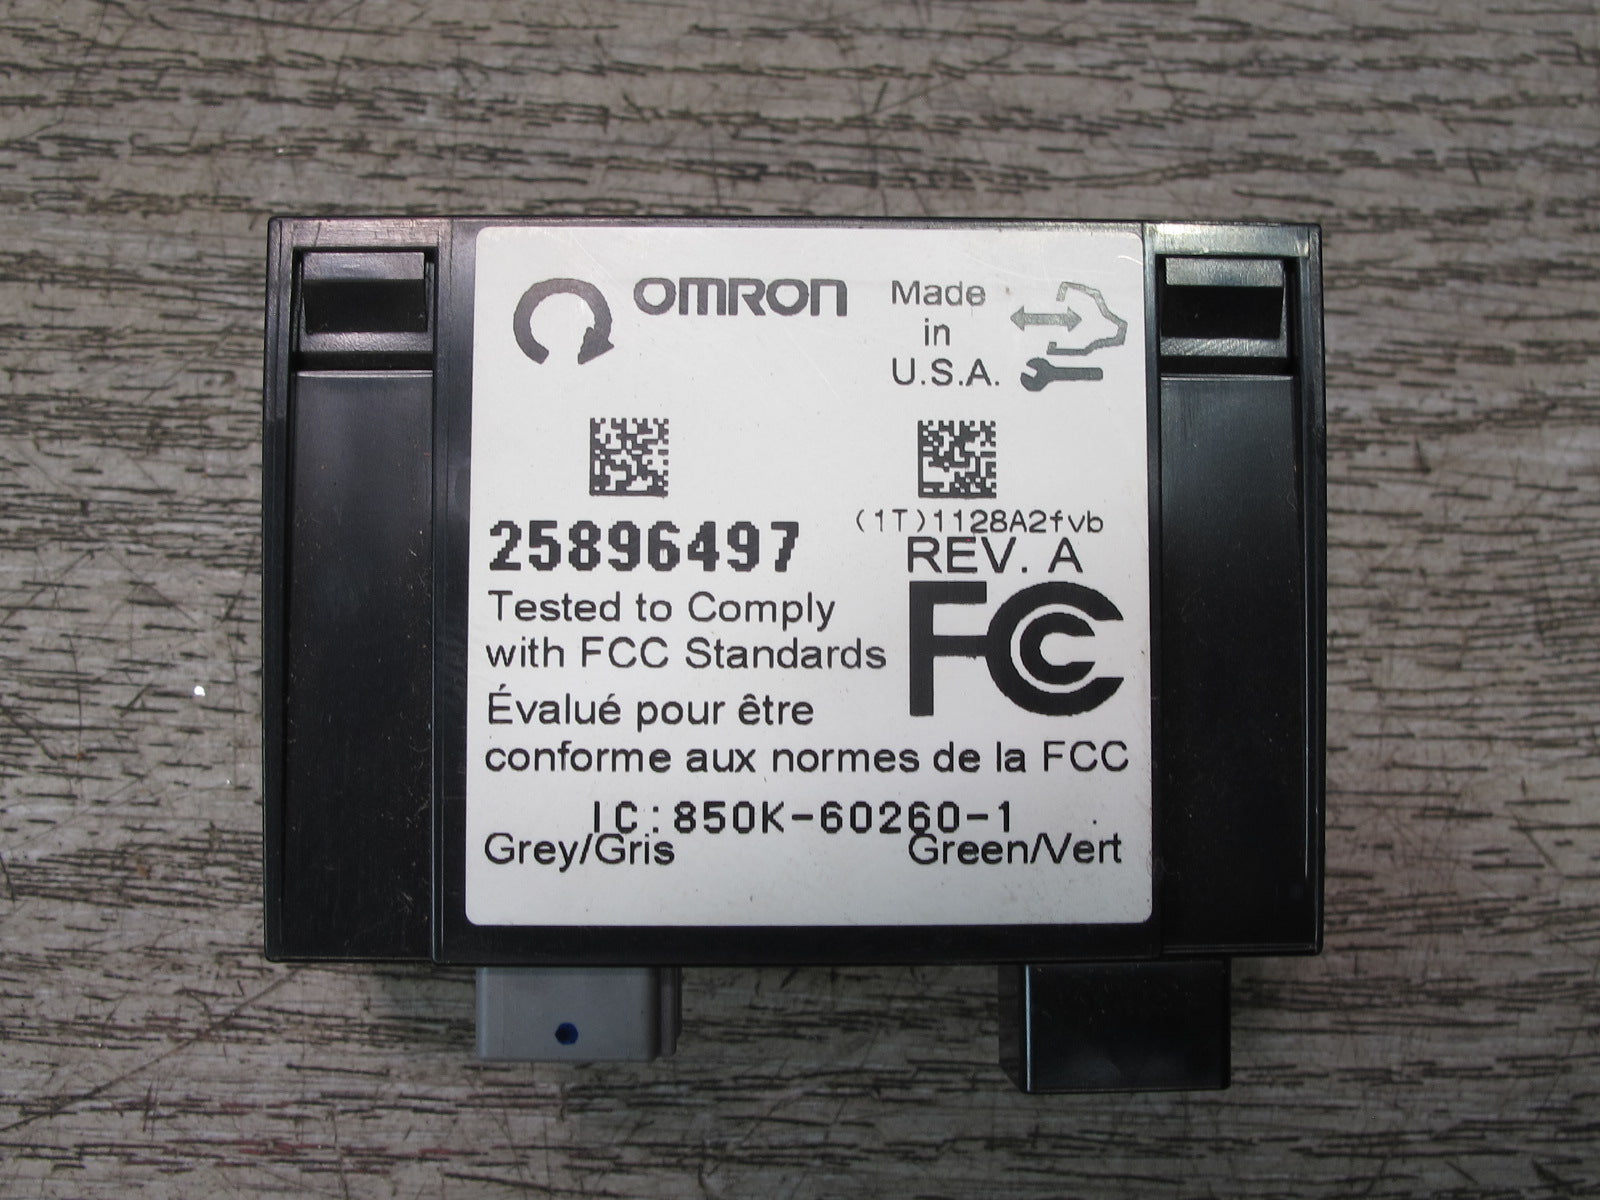 OMRON
Made
in
U.S.A.
25896497
(1T)1128A2fvb
REV. A
Tested to Comply
with FCC Standards
FC
Évalué pour être
conforme aux normes de la FCC
IC:850K-60260-1
Grey/Gris
Green/Vert